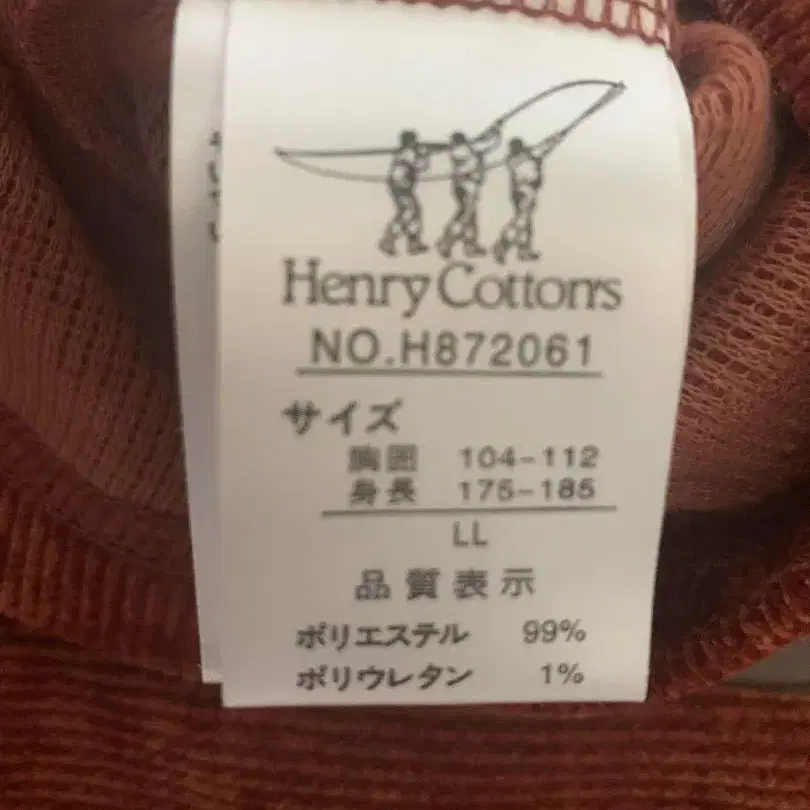 Henry Cotton's
NO.H872061
サイズ
胸囲 104-112
身長 175-185
LL
品質表示
ポリエステル 99%
ポリウレタン 1%